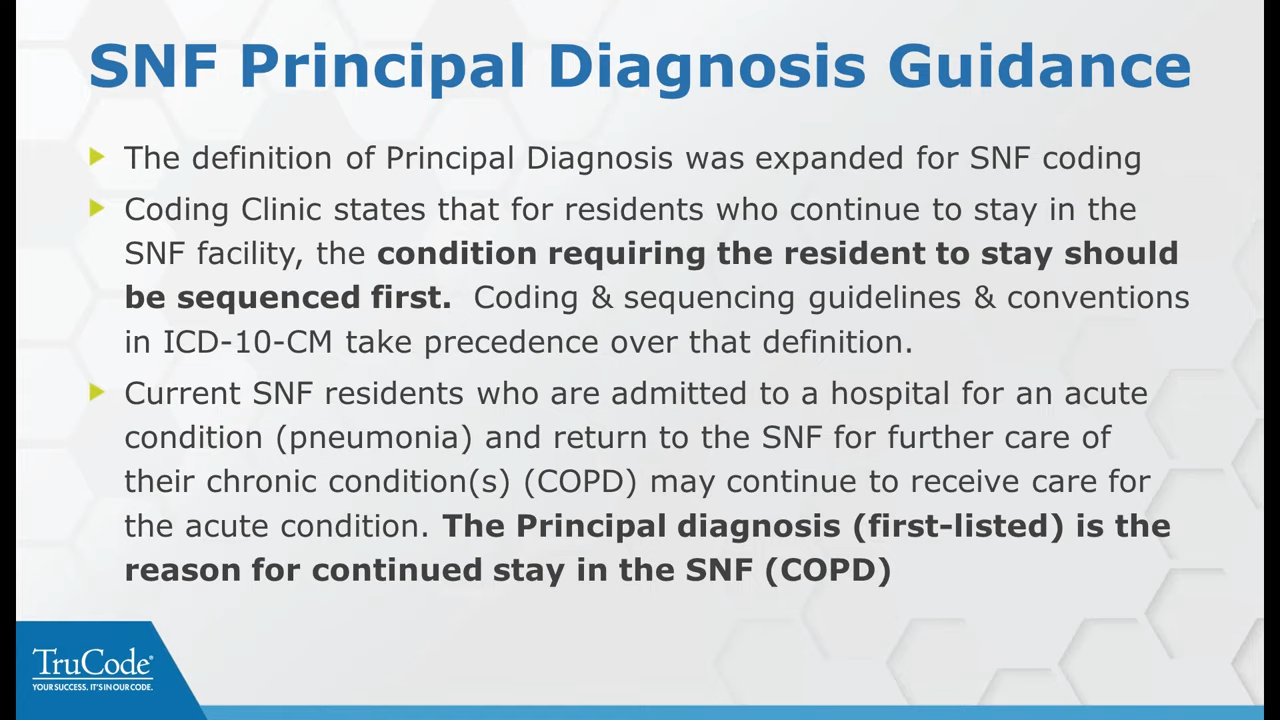 SNF Principal Diagnosis Guidance
The definition of Principal Diagnosis was expanded for SNF coding
Coding Clinic states that for residents who continue to stay in the
SNF facility, the condition requiring the resident to stay should
be sequenced first. Coding & sequencing guidelines & conventions
in ICD-10-CM take precedence over that definition.
Current SNF residents who are admitted to a hospital for an acute
condition (pneumonia) and return to the SNF for further care of
their chronic condition(s) (COPD) may continue to receive care for
the acute condition. The Principal diagnosis (first-listed) is the
reason for continued stay in the SNF (COPD)
TruCode®
YOUR SUCCESS. IT'S IN OUR CODE.